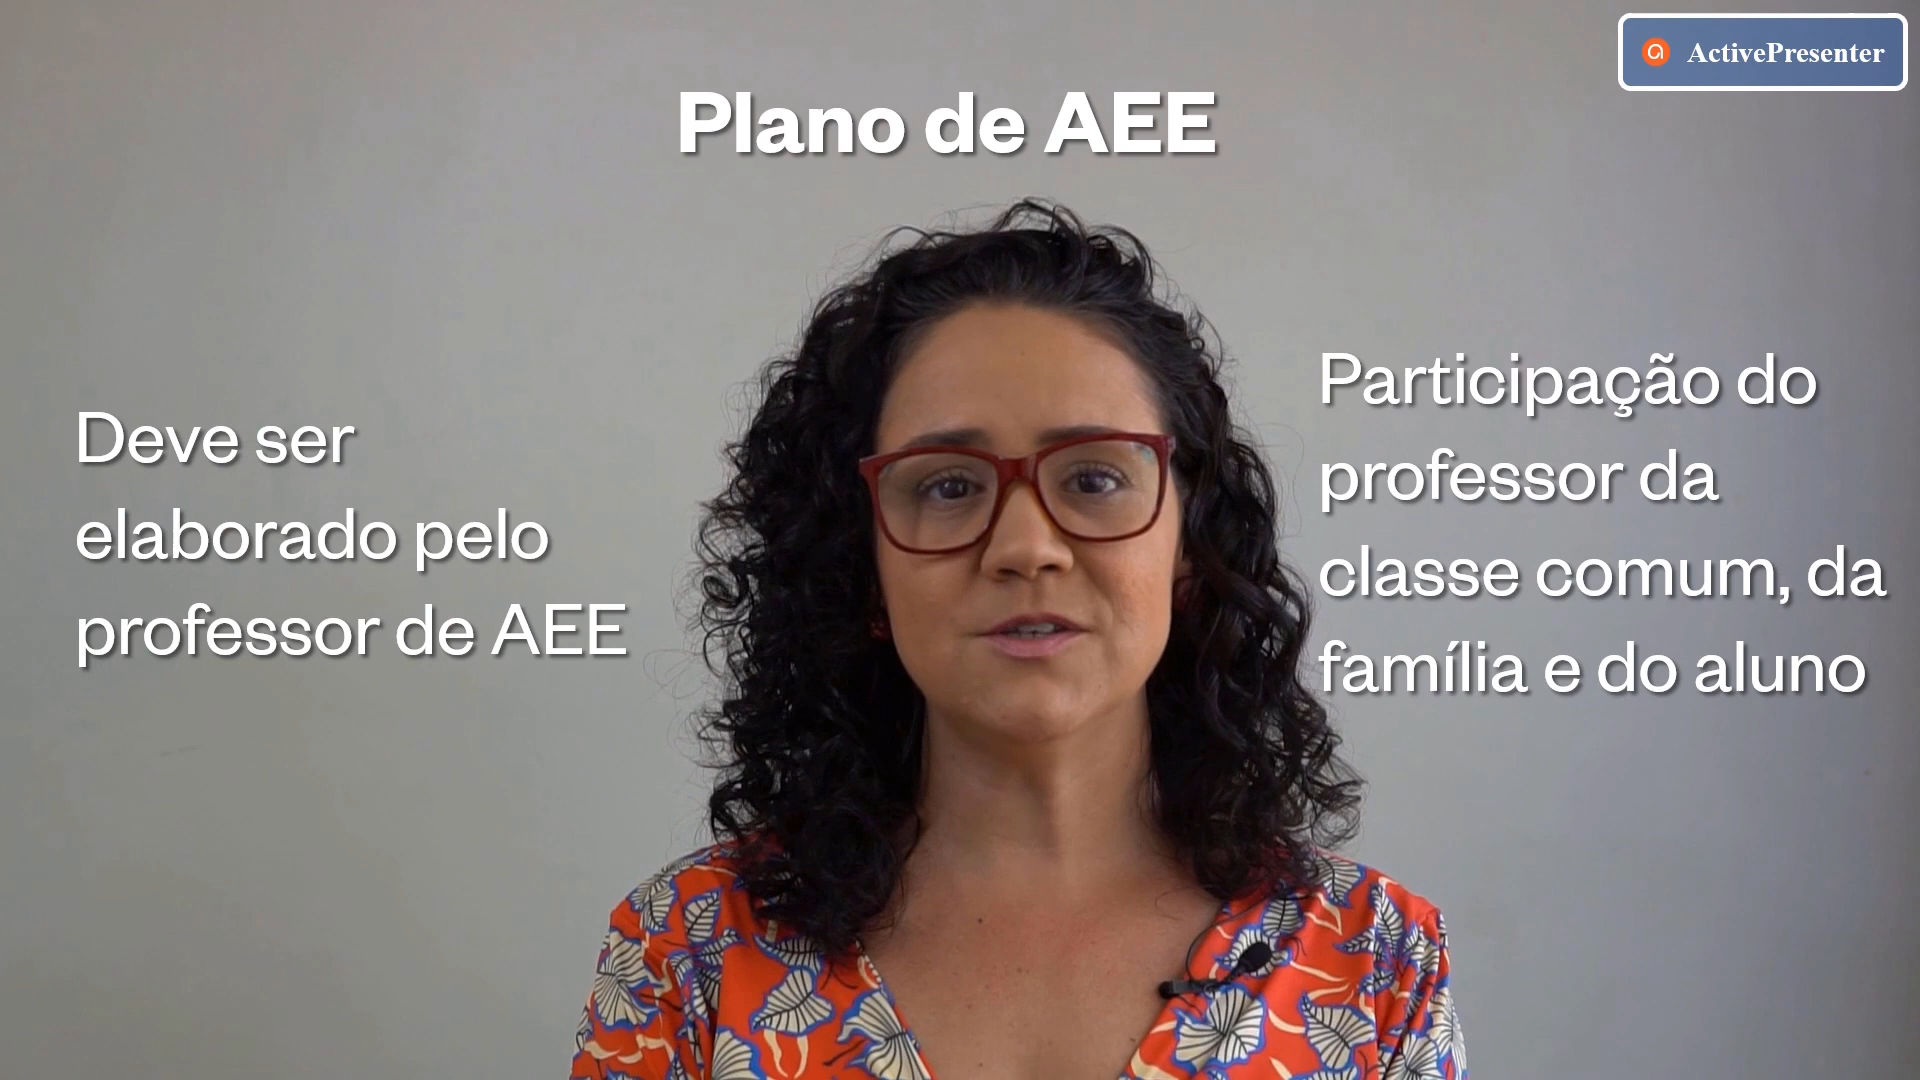 ActivePresenter
Plano de AEE
Deve ser
elaborado pelo
professor de AEE
Participação do
professor da
classe comum, da
família e do aluno